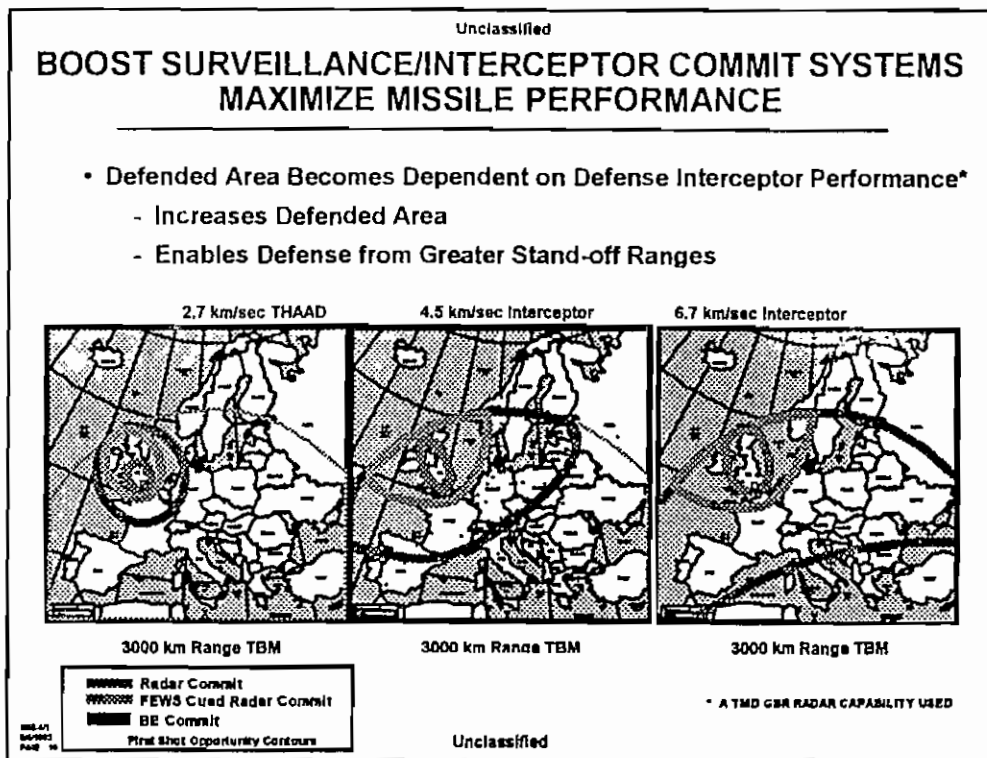 Unclassified
BOOST SURVEILLANCE/INTERCEPTOR COMMIT SYSTEMS
MAXIMIZE MISSILE PERFORMANCE
• Defended Area Becomes Dependent on Defense Interceptor Performance*
- Increases Defended Area
- Enables Defense from Greater Stand-off Ranges
2.7 km/sec THAAD 4.5 km/sec Interceptor 6.7 km/sec Interceptor
3000 km Range TBM 3000 km Range TBM 3000 km Range TBM
Radar Commit
FEWS Cued Radar Commit
BE Commit
First Shot Opportunity Contours
* A TMD GBR RADAR CAPABILITY USED
Unclassified